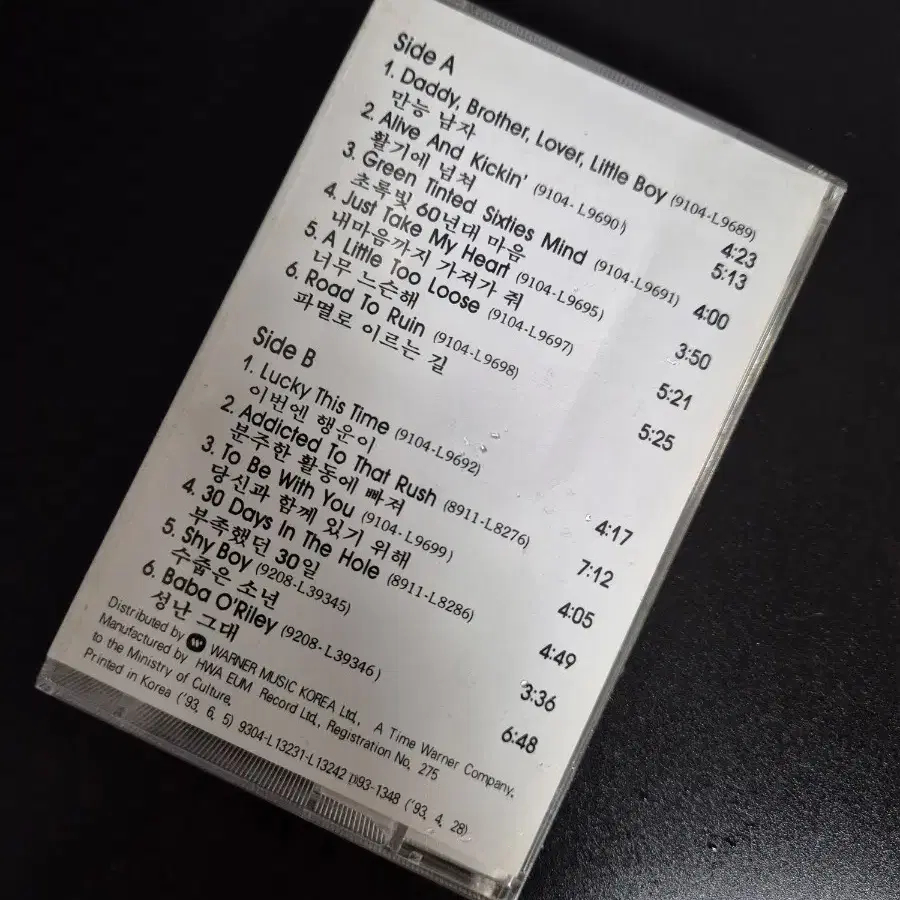 Side A
1. Daddy, Brother, Lover, Little Boy (9104-L9689) 4:23
만능 남자
2. Alive And Kickin' (9104-L9690) 5:13
활기에 넘쳐
3. Green Tinted Sixties Mind (9104-L9691) 4:00
초록빛 60년대 마음
4. Just Take My Heart (9104-L9695) 3:50
내마음까지 가져가 줘
5. A Little Too Loose (9104-L9697) 5:21
너무 느슨해
6. Road To Ruin (9104-L9698) 5:25
파멸로 이르는 길
Side B
1. Lucky This Time (9104-L9692) 4:17
이번엔 행운이
2. Addicted To That Rush (8911-L8276) 7:12
분주한 활동에 빠져
3. To Be With You (9104-L9699) 4:05
당신과 함께 있기 위해
4. 30 Days In The Hole (8911-L8286) 4:49
부족했던 30일
5. Shy Boy (9208-L39345) 3:36
수줍은 소년
6. Baba O'Riley (9208-L39346) 6:48
성난 그대
Distributed by WARNER MUSIC KOREA Ltd., A Time Warner Company.
Manufactured by HWA EUM Record Ltd., Registration No. 275
to the Ministry of Culture.
Printed in Korea ('93, 6, 5) 9304-L13231-L13242 p93-1348 ('93, 4, 28)